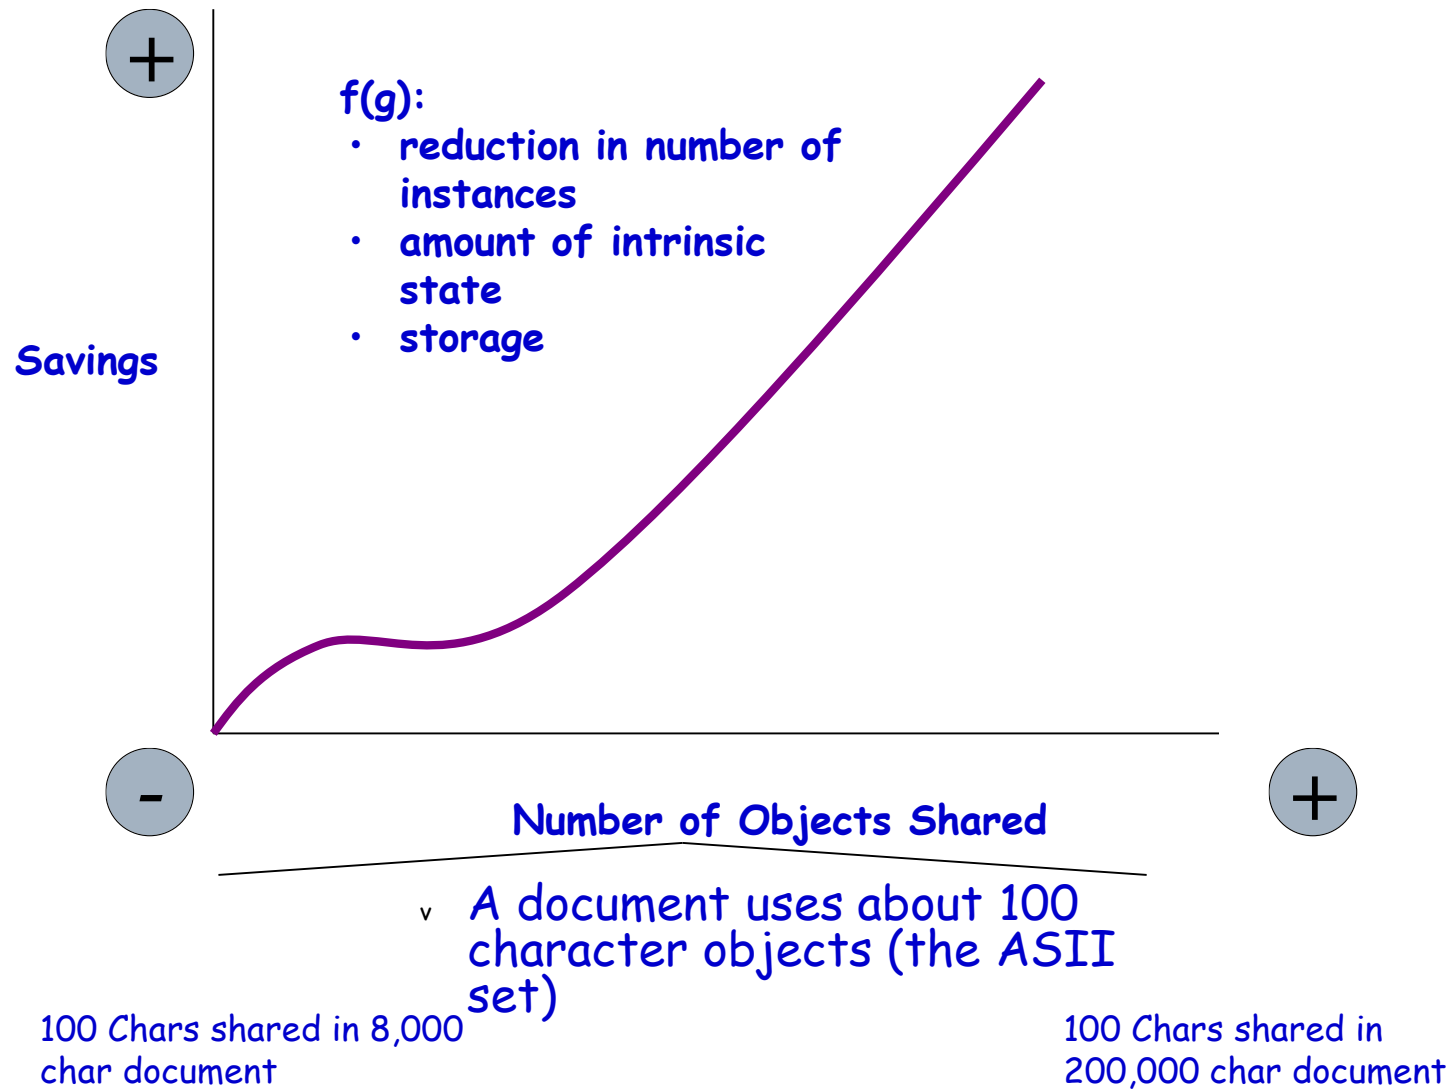 +
f(g):
• reduction in number of
instances
• amount of intrinsic
state
• storage
Savings
-
+
Number of Objects Shared
v A document uses about 100
character objects (the ASII
set)
100 Chars shared in 8,000
char document
100 Chars shared in
200,000 char document